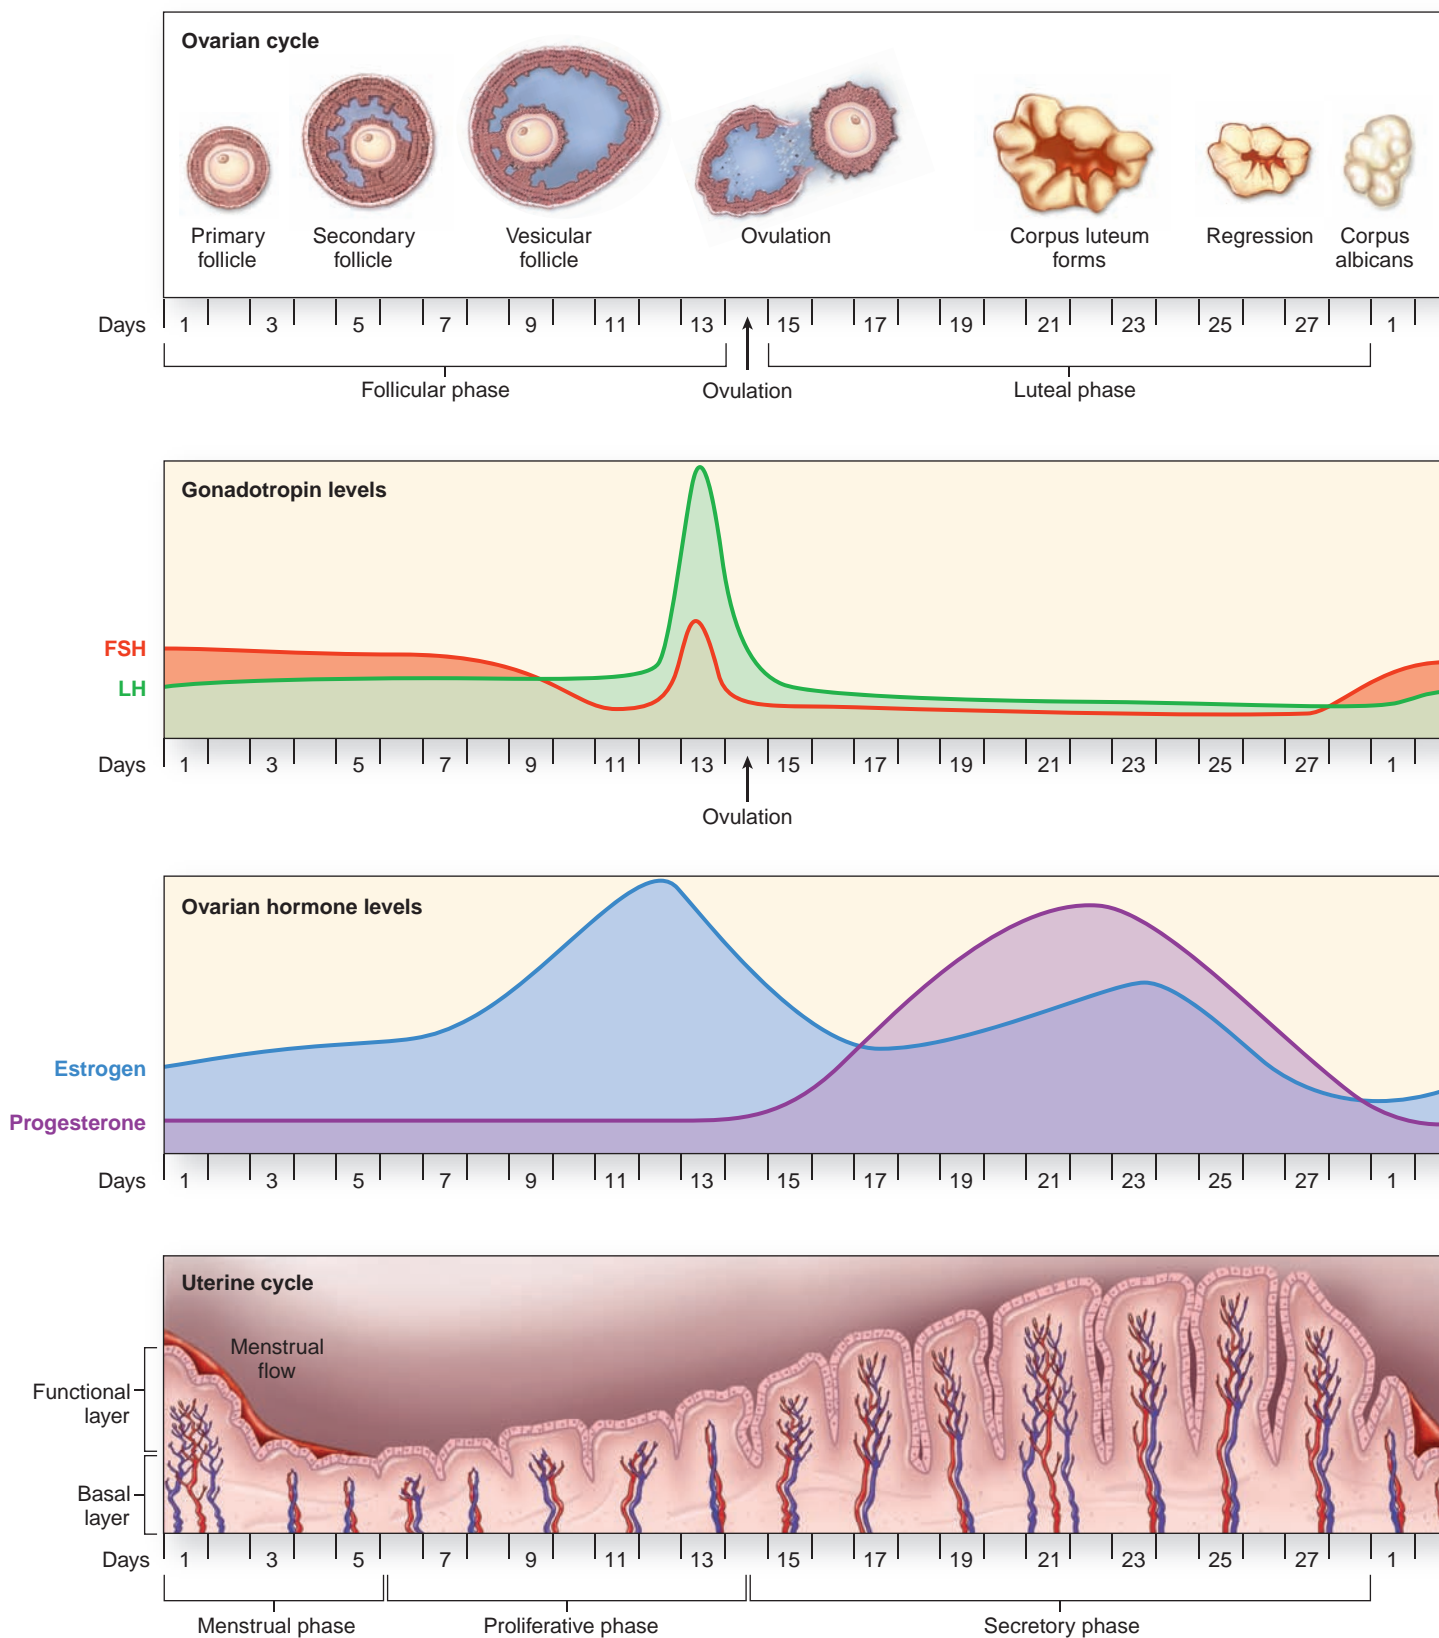 Ovarian cycle
Primary
follicle
Secondary
follicle
Vesicular
follicle
Ovulation
Corpus luteum
forms
Regression
Corpus
albicans
Days 1 3 5 7 9 11 13 15 17 19 21 23 25 27 1
Follicular phase
Ovulation
Luteal phase
Gonadotropin levels
FSH
LH
Days 1 3 5 7 9 11 13 15 17 19 21 23 25 27 1
Ovulation
Ovarian hormone levels
Estrogen
Progesterone
Days 1 3 5 7 9 11 13 15 17 19 21 23 25 27 1
Uterine cycle
Menstrual
flow
Functional
layer
Basal
layer
Days 1 3 5 7 9 11 13 15 17 19 21 23 25 27 1
Menstrual phase
Proliferative phase
Secretory phase